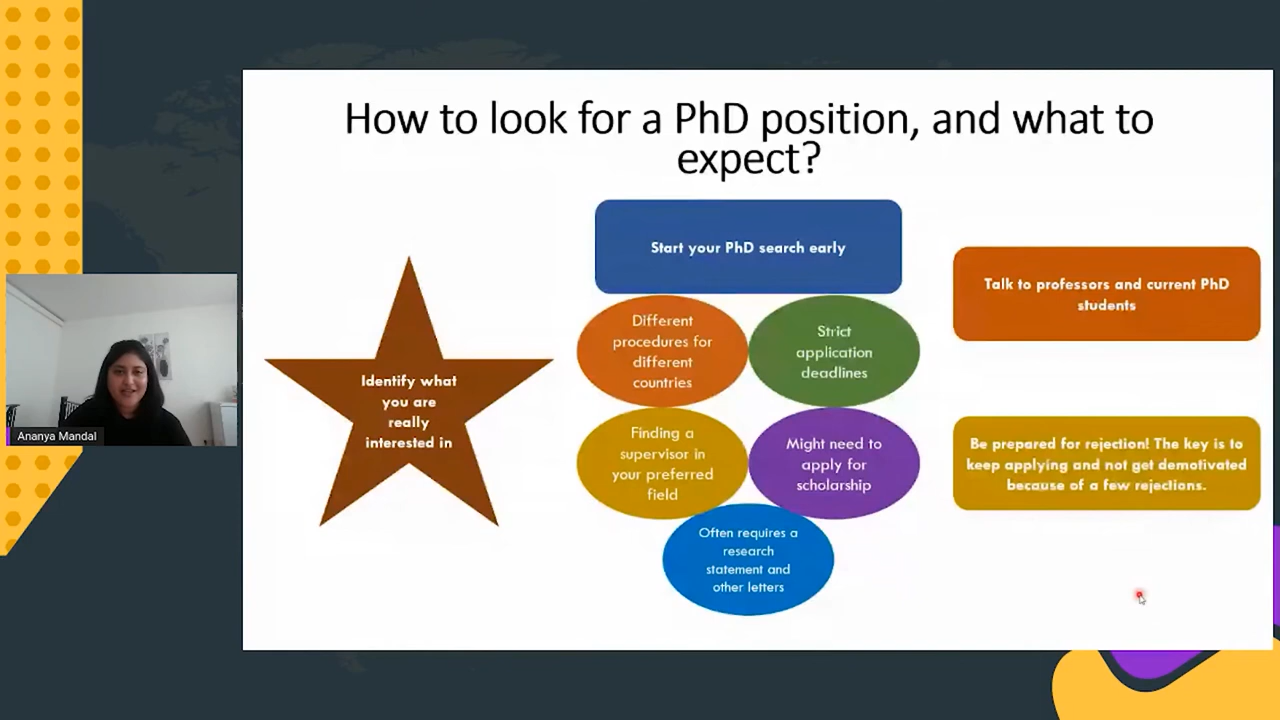 How to look for a PhD position, and what to
expect?
Start your PhD search early
Identify what
you are
really
interested in
Different
procedures for
different
countries
Strict
application
deadlines
Finding a
supervisor in
your preferred
field
Might need to
apply for
scholarship
Often requires a
research
statement and
other letters
Talk to professors and current PhD
students
Be prepared for rejection! The key is to
keep applying and not get demotivated
because of a few rejections.
Ananya Mandal